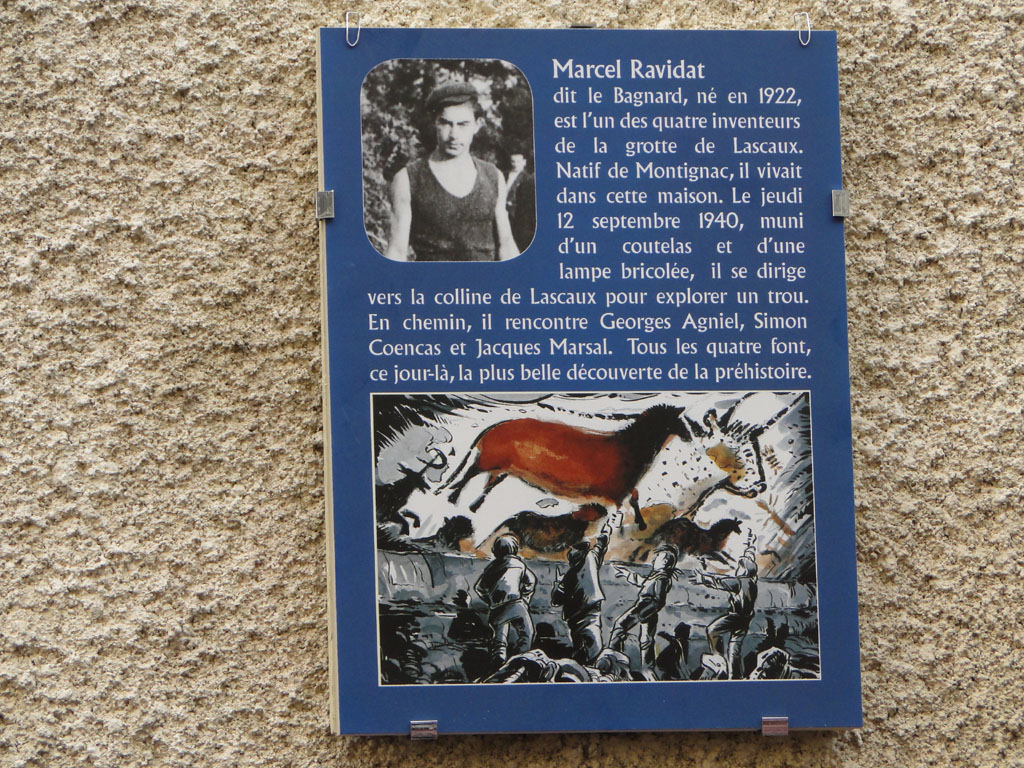 Marcel Ravidat
dit le Bagnard, né en 1922,
est l'un des quatre inventeurs
de la grotte de Lascaux.
Natif de Montignac, il vivait
dans cette maison. Le jeudi
12 septembre 1940, muni
d'un coutelas et d'une
lampe bricolée, il se dirige
vers la colline de Lascaux pour explorer un trou.
En chemin, il rencontre Georges Agniel, Simon
Coencas et Jacques Marsal. Tous les quatre font,
ce jour-là, la plus belle découverte de la préhistoire.